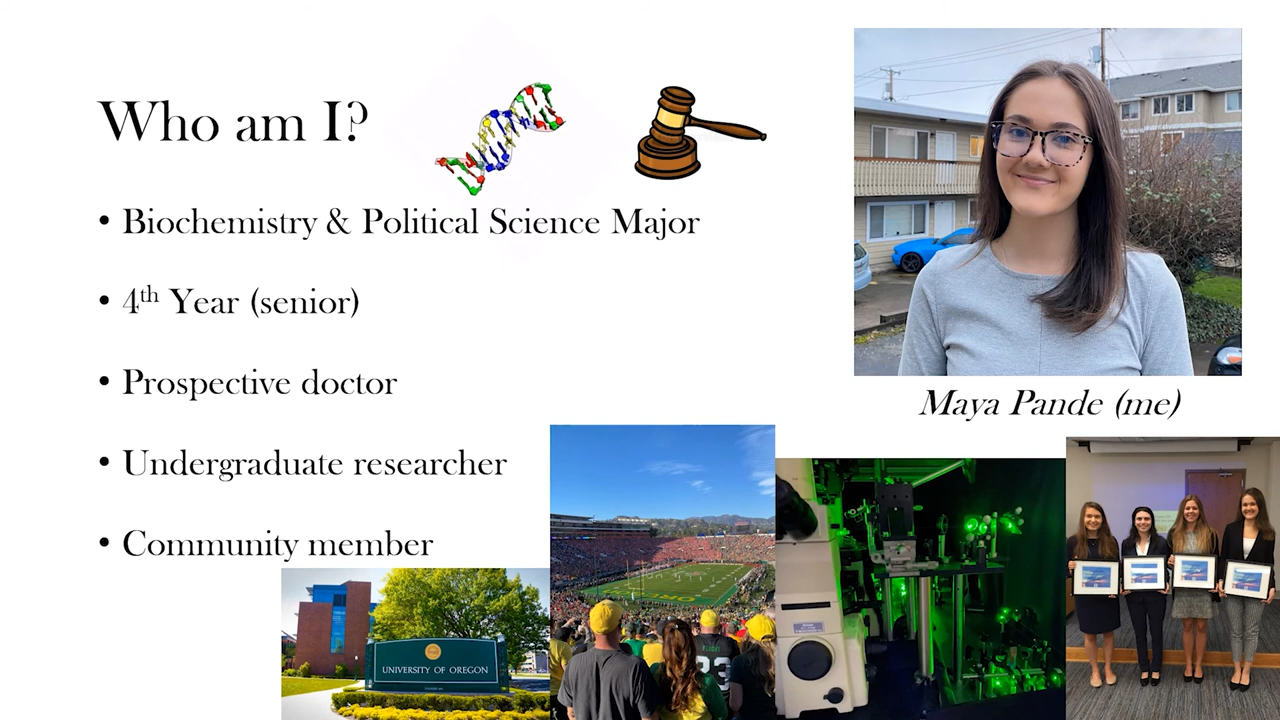 Who am I?
• Biochemistry & Political Science Major
• 4th Year (senior)
• Prospective doctor
• Undergraduate researcher
• Community member
Maya Pande (me)
UNIVERSITY OF OREGON
33